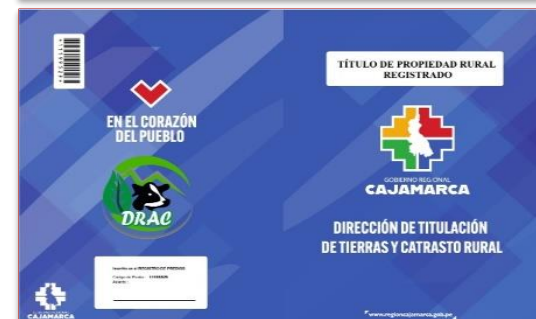 EN EL CORAZÓN
DEL PUEBLO
DRAC
CAJAMARCA
TÍTULO DE PROPIEDAD RURAL
REGISTRADO
GOBIERNO REGIONAL
CAJAMARCA
DIRECCIÓN DE TITULACIÓN
DE TIERRAS Y CATRASTO RURAL
www.regioncajamarca.gob.pe